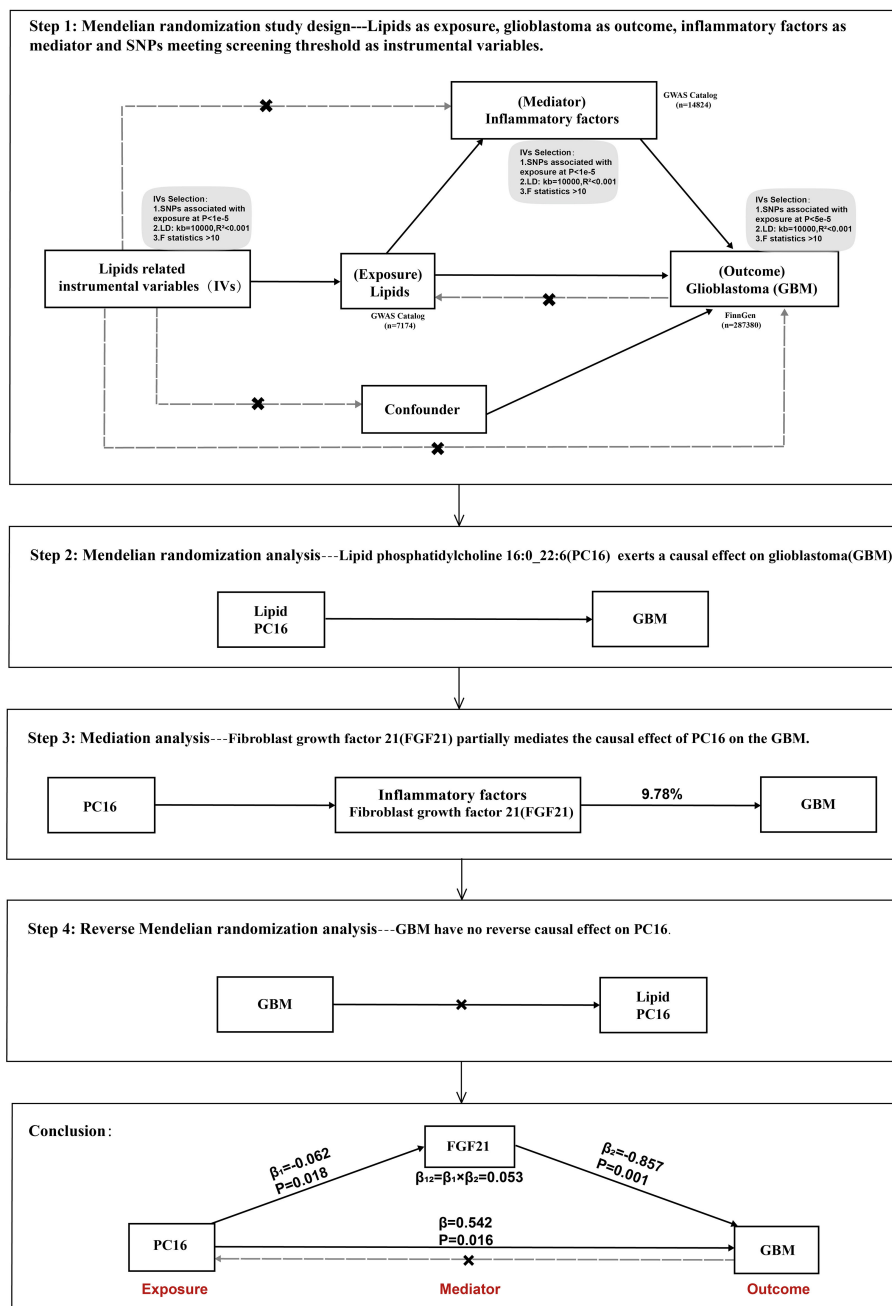 Step 1: Mendelian randomization study design---Lipids as exposure, glioblastoma as outcome, inflammatory factors as
mediator and SNPs meeting screening threshold as instrumental variables.
(Mediator)
Inflammatory factors
GWAS Catalog
(n=14824)
IVs Selection:
1.SNPs associated with
exposure at P<1e-5
2.LD: kb=10000,R²<0.001
3.F statistics >10
IVs Selection:
1.SNPs associated with
exposure at P<1e-5
2.LD: kb=10000,R²<0.001
3.F statistics >10
IVs Selection:
1.SNPs associated with
exposure at P<5e-5
2.LD: kb=10000,R²<0.001
3.F statistics >10
Lipids related
instrumental variables（IVs）
(Exposure)
Lipids
GWAS Catalog
(n=7174)
(Outcome)
Glioblastoma (GBM)
FinnGen
(n=287380)
Confounder
Step 2: Mendelian randomization analysis---Lipid phosphatidylcholine 16:0_22:6(PC16) exerts a causal effect on glioblastoma(GBM)
Lipid
PC16
GBM
Step 3: Mediation analysis---Fibroblast growth factor 21(FGF21) partially mediates the causal effect of PC16 on the GBM.
PC16
Inflammatory factors
Fibroblast growth factor 21(FGF21)
9.78%
GBM
Step 4: Reverse Mendelian randomization analysis---GBM have no reverse causal effect on PC16.
GBM
Lipid
PC16
Conclusion:
FGF21
β₁=-0.062
P=0.018
β₂=-0.857
P=0.001
β₁₂=β₁×β₂=0.053
β=0.542
P=0.016
PC16
GBM
Exposure
Mediator
Outcome